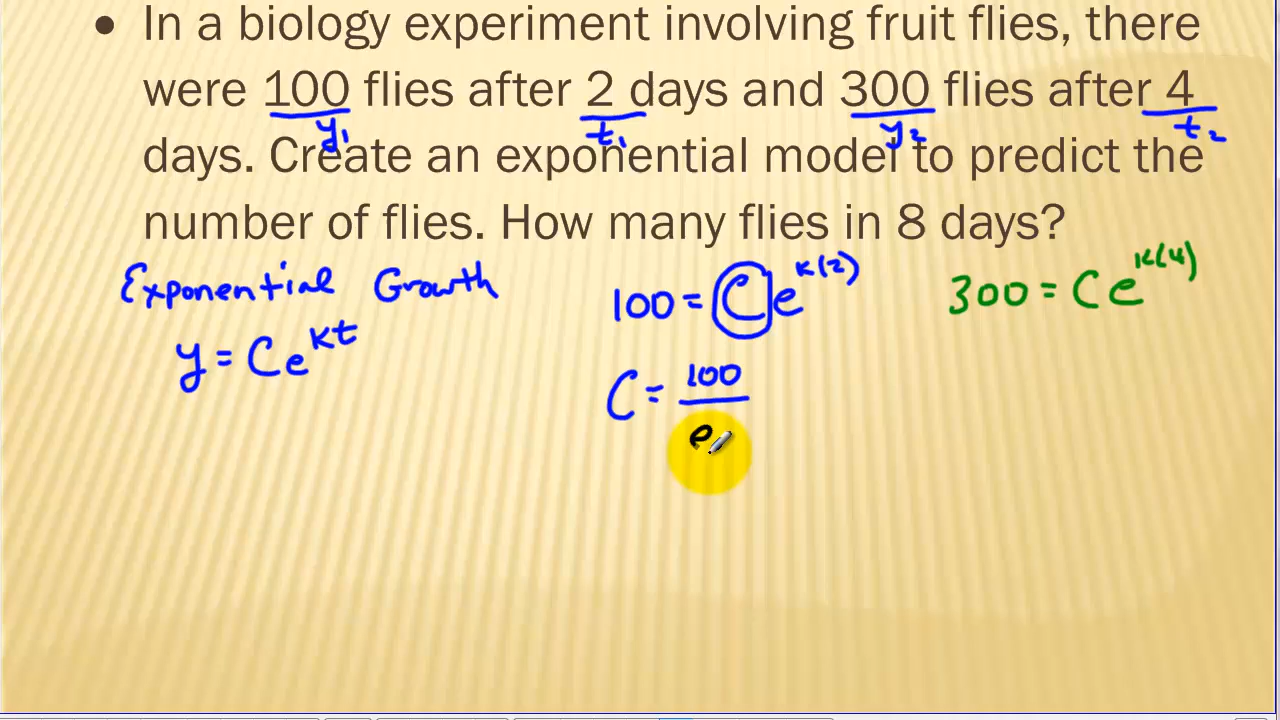 • In a biology experiment involving fruit flies, there
were 100 flies after 2 days and 300 flies after 4
y₁ t₁ y₂ t₂
days. Create an exponential model to predict the
number of flies. How many flies in 8 days?
Exponential Growth
y = Ce^{kt}
100 = Ce^{k(2)}
C = 100 / e
300 = Ce^{k(4)}